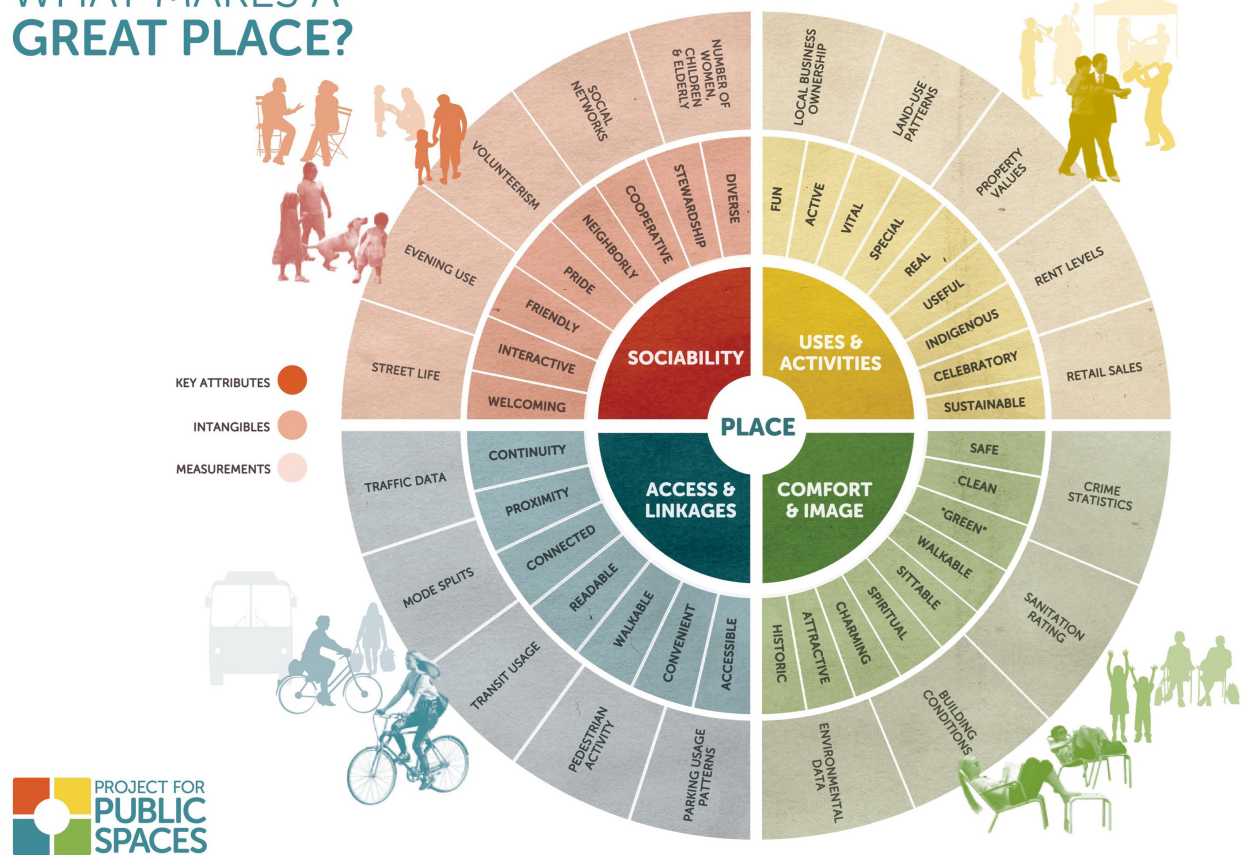 WHAT MAKES A
GREAT PLACE?
KEY ATTRIBUTES
INTANGIBLES
MEASUREMENTS
PLACE
SOCIABILITY
USES &
ACTIVITIES
ACCESS &
LINKAGES
COMFORT
& IMAGE
WELCOMING
INTERACTIVE
FRIENDLY
PRIDE
NEIGHBORLY
COOPERATIVE
STEWARDSHIP
DIVERSE
FUN
ACTIVE
VITAL
SPECIAL
REAL
USEFUL
INDIGENOUS
CELEBRATORY
SUSTAINABLE
SAFE
CLEAN
"GREEN"
WALKABLE
SITTABLE
SPIRITUAL
CHARMING
ATTRACTIVE
HISTORIC
ACCESSIBLE
CONVENIENT
WALKABLE
READABLE
CONNECTED
PROXIMITY
CONTINUITY
STREET LIFE
EVENING USE
VOLUNTEERISM
SOCIAL
NETWORKS
NUMBER OF
WOMEN,
CHILDREN
& ELDERLY
LOCAL BUSINESS
OWNERSHIP
LAND-USE
PATTERNS
PROPERTY
VALUES
RENT LEVELS
RETAIL SALES
CRIME
STATISTICS
SANITATION
RATING
BUILDING
CONDITIONS
ENVIRONMENTAL
DATA
PARKING USAGE
PATTERNS
PEDESTRIAN
ACTIVITY
TRANSIT USAGE
MODE SPLITS
TRAFFIC DATA
PROJECT FOR
PUBLIC
SPACES